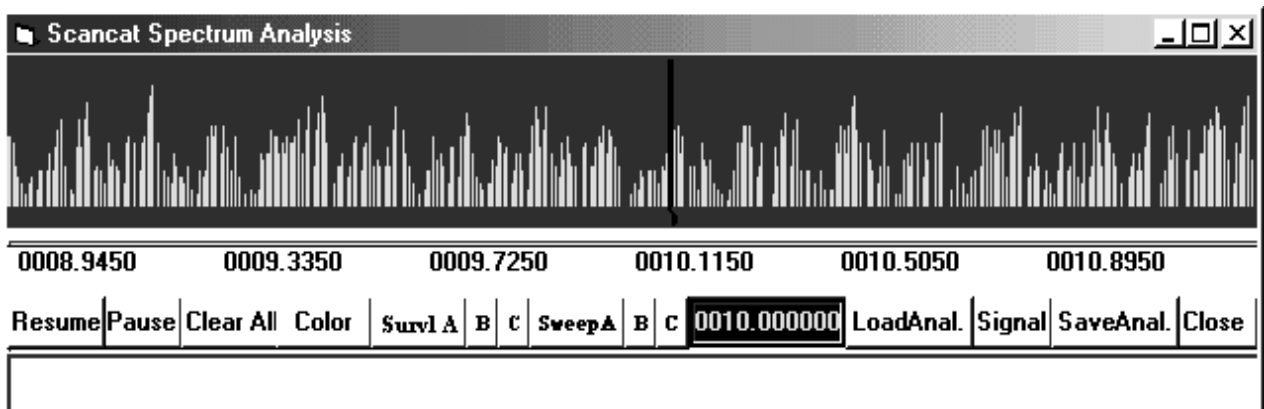 Scancat Spectrum Analysis
0008.9450 0009.3350 0009.7250 0010.1150 0010.5050 0010.8950
Resume Pause Clear All Color Survl A B C SweepA B C 0010.000000 LoadAnal. Signal SaveAnal. Close